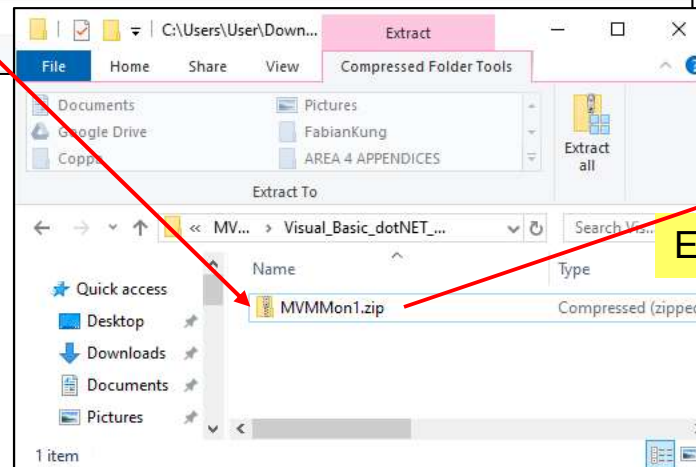 C:\Users\User\Down...
Extract
File Home Share View Compressed Folder Tools
Documents Pictures
Google Drive FabianKung
AREA 4 APPENDICES
Extract all
Extract To
« MV... › Visual_Basic_dotNET_... Search Vis...
E
Name Type
Quick access
MVMMon1.zip Compressed (zipped
Desktop
Downloads
Documents
Pictures
1 item